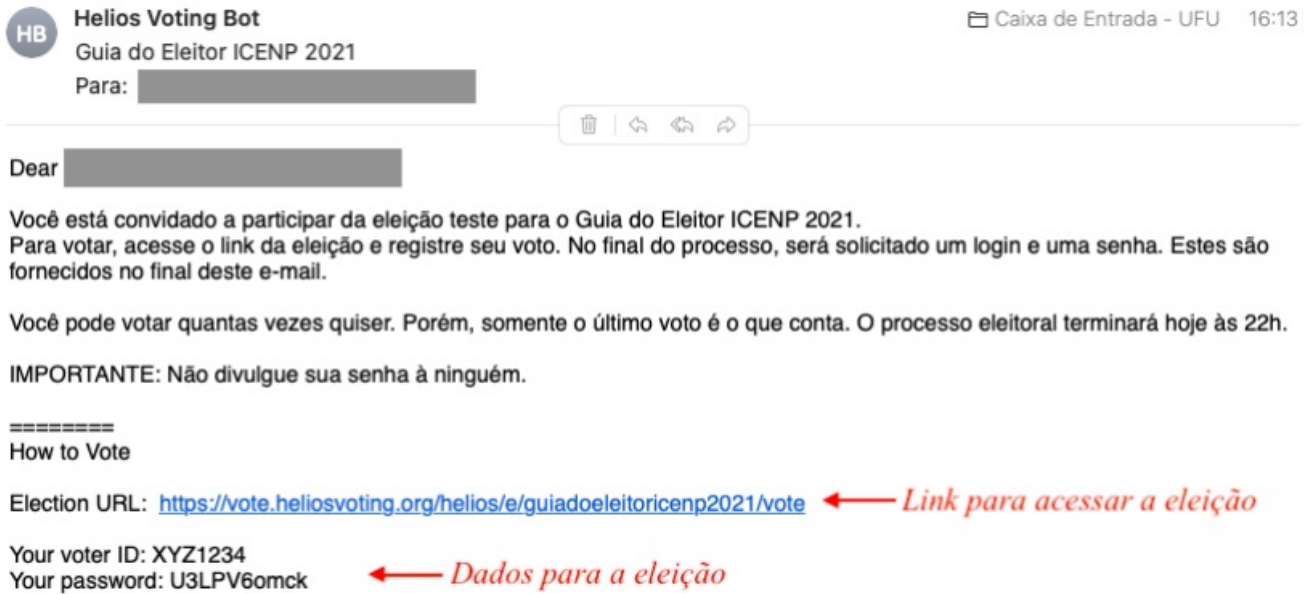 HB
Helios Voting Bot
Caixa de Entrada - UFU 16:13
Guia do Eleitor ICENP 2021
Para:
Dear
Você está convidado a participar da eleição teste para o Guia do Eleitor ICENP 2021.
Para votar, acesse o link da eleição e registre seu voto. No final do processo, será solicitado um login e uma senha. Estes são
fornecidos no final deste e-mail.
Você pode votar quantas vezes quiser. Porém, somente o último voto é o que conta. O processo eleitoral terminará hoje às 22h.
IMPORTANTE: Não divulgue sua senha à ninguém.
========
How to Vote
Election URL: https://vote.heliosvoting.org/helios/e/guiadoeleitoricenp2021/vote Link para acessar a eleição
Your voter ID: XYZ1234
Your password: U3LPV6omck Dados para a eleição